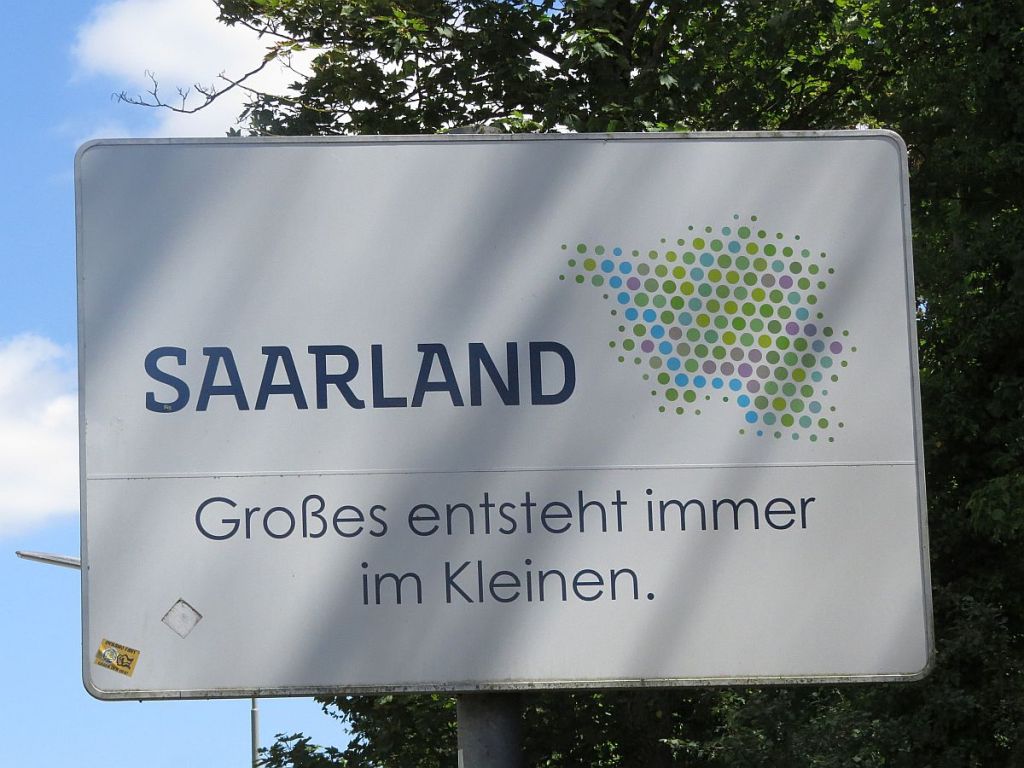 SAARLAND
Großes entsteht immer
im Kleinen.